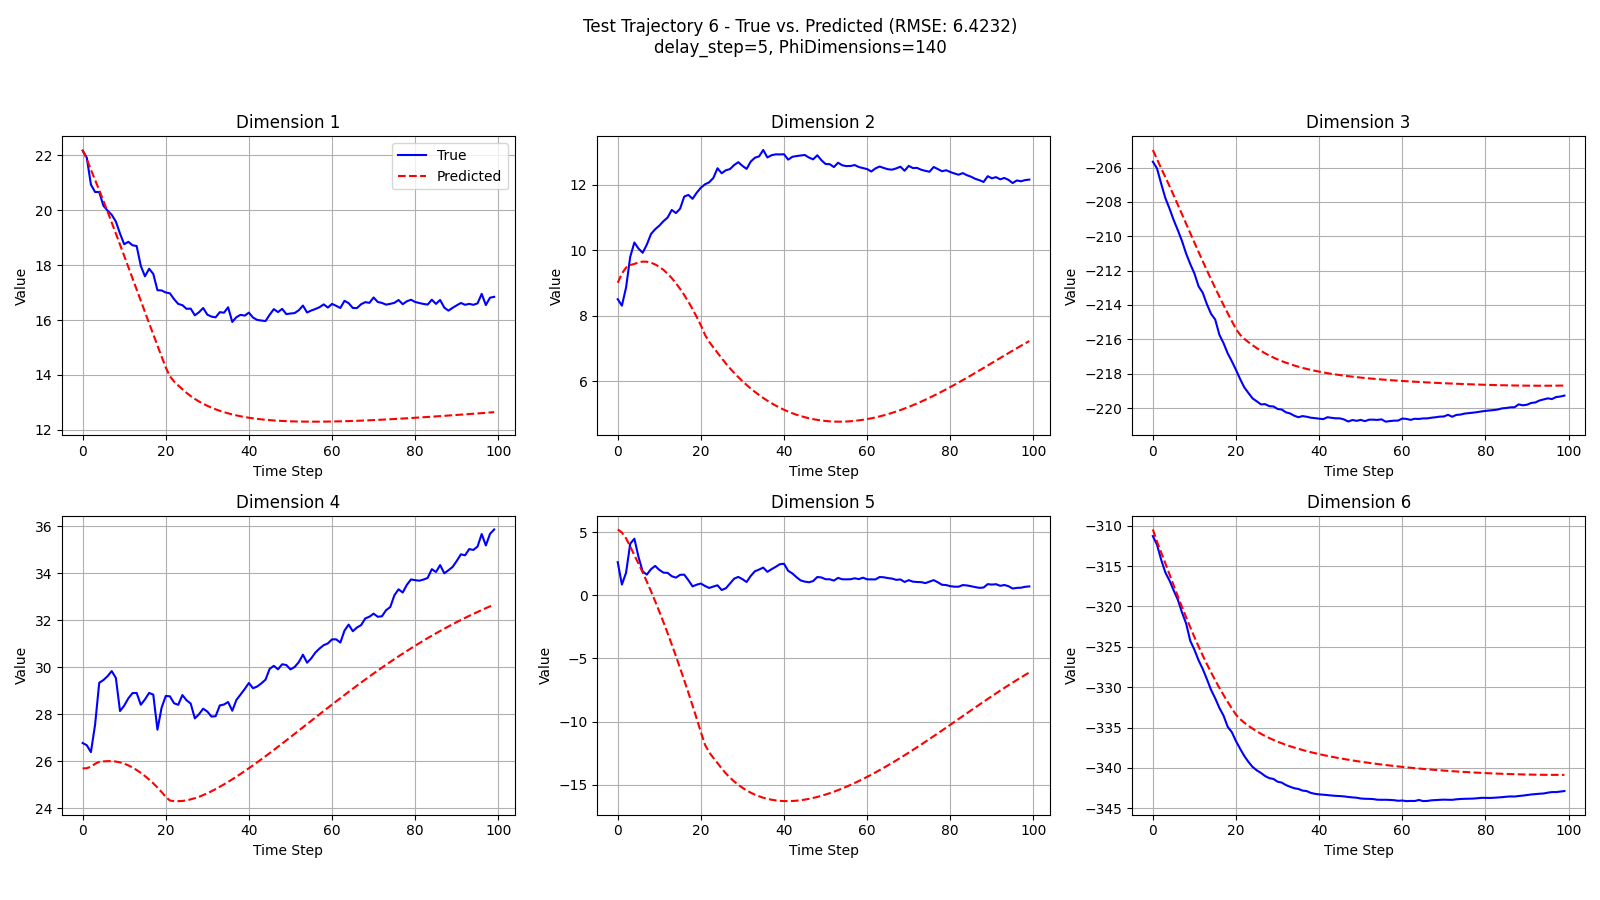 Test Trajectory 6 - True vs. Predicted (RMSE: 6.4232)
delay_step=5, PhiDimensions=140
Dimension 1
Value
22
20
18
16
14
12
0 20 40 60 80 100
Time Step
True
Predicted
Dimension 2
Value
12
10
8
6
0 20 40 60 80 100
Time Step
Dimension 3
Value
−206
−208
−210
−212
−214
−216
−218
−220
0 20 40 60 80 100
Time Step
Dimension 4
Value
36
34
32
30
28
26
24
0 20 40 60 80 100
Time Step
Dimension 5
Value
5
0
−5
−10
−15
0 20 40 60 80 100
Time Step
Dimension 6
Value
−310
−315
−320
−325
−330
−335
−340
−345
0 20 40 60 80 100
Time Step